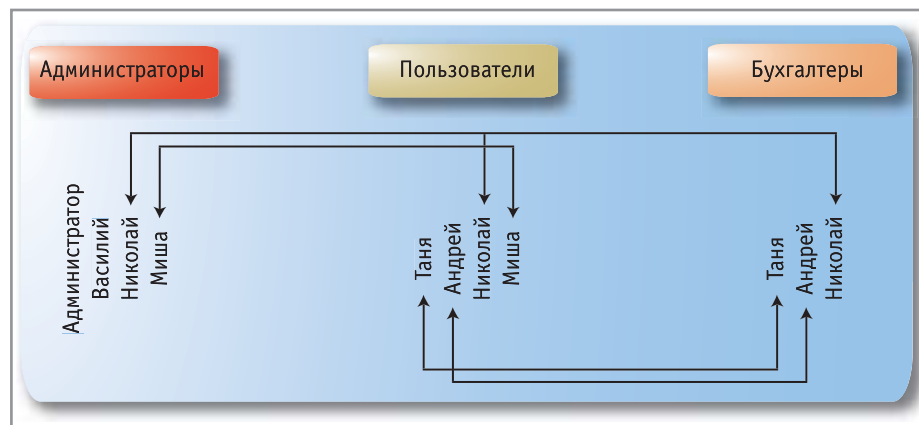 Администраторы
Пользователи
Бухгалтеры
Администратор
Василий
Николай
Миша
Таня
Андрей
Николай
Миша
Таня
Андрей
Николай